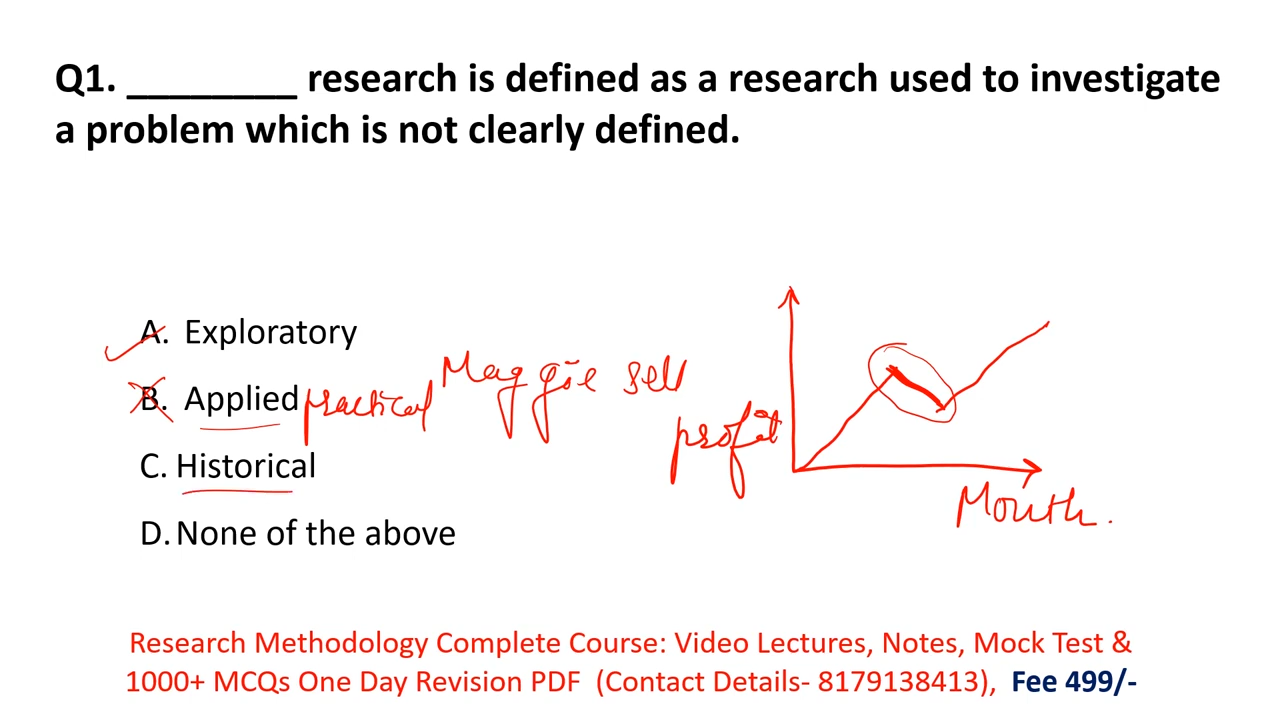 Q1. ________ research is defined as a research used to investigate
a problem which is not clearly defined.
A. Exploratory
B. Applied practical
Maggie sell
profit
C. Historical
Month.
D. None of the above
Research Methodology Complete Course: Video Lectures, Notes, Mock Test &
1000+ MCQs One Day Revision PDF (Contact Details- 8179138413), Fee 499/-